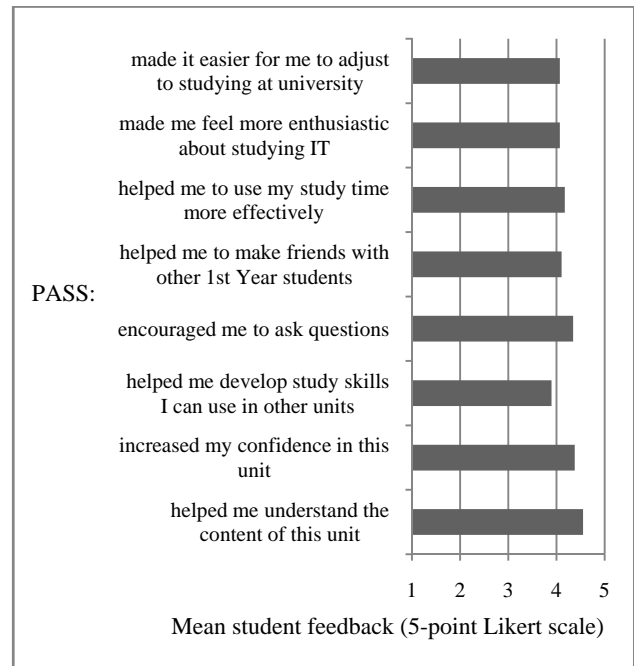 made it easier for me to adjust
to studying at university
made me feel more enthusiastic
about studying IT
helped me to use my study time
more effectively
helped me to make friends with
other 1st Year students
PASS:
encouraged me to ask questions
helped me develop study skills
I can use in other units
increased my confidence in this
unit
helped me understand the
content of this unit
1 2 3 4 5
Mean student feedback (5-point Likert scale)